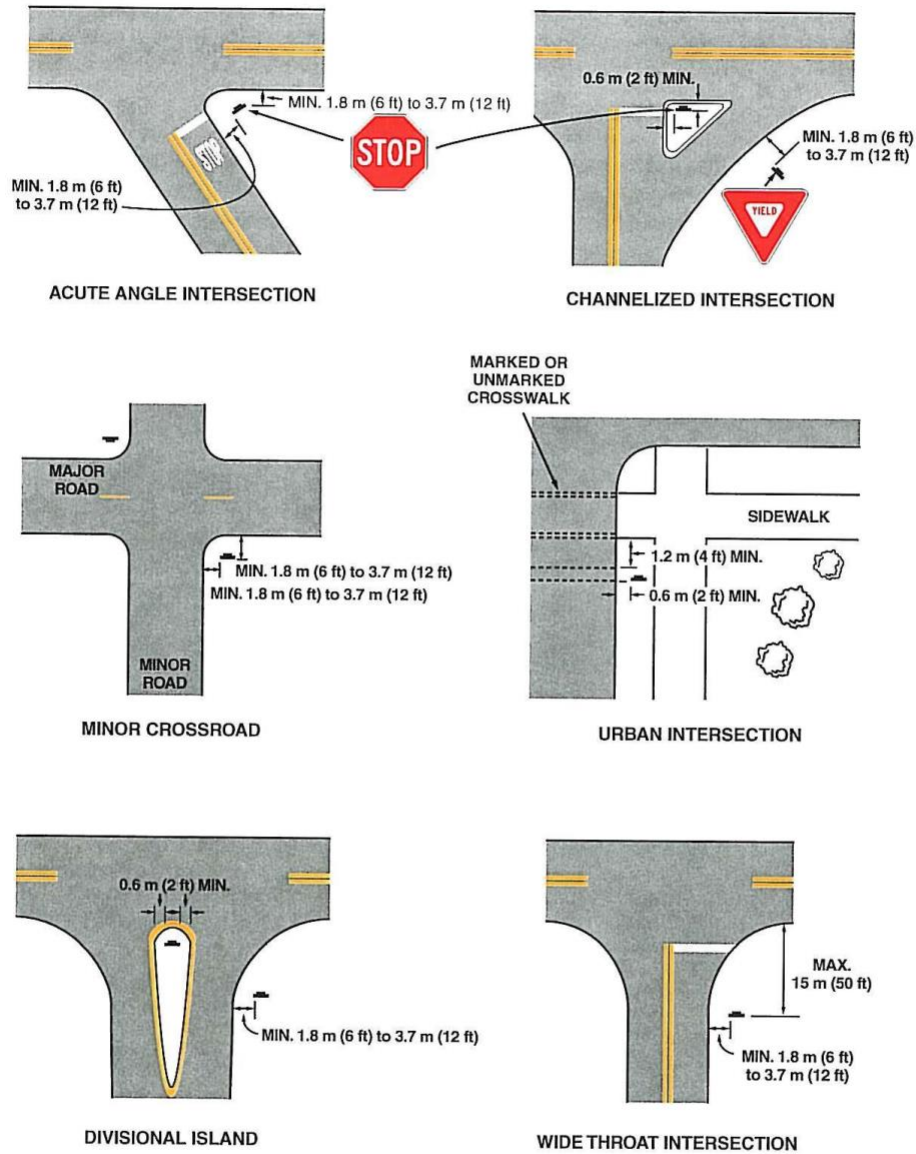 MIN. 1.8 m (6 ft) to 3.7 m (12 ft)
STOP
STOP
MIN. 1.8 m (6 ft)
to 3.7 m (12 ft)
ACUTE ANGLE INTERSECTION
0.6 m (2 ft) MIN.
MIN. 1.8 m (6 ft)
to 3.7 m (12 ft)
YIELD
CHANNELIZED INTERSECTION
MAJOR
ROAD
MIN. 1.8 m (6 ft) to 3.7 m (12 ft)
MIN. 1.8 m (6 ft) to 3.7 m (12 ft)
MINOR
ROAD
MINOR CROSSROAD
MARKED OR
UNMARKED
CROSSWALK
SIDEWALK
1.2 m (4 ft) MIN.
0.6 m (2 ft) MIN.
URBAN INTERSECTION
0.6 m (2 ft) MIN.
MIN. 1.8 m (6 ft) to 3.7 m (12 ft)
DIVISIONAL ISLAND
MAX.
15 m (50 ft)
MIN. 1.8 m (6 ft)
to 3.7 m (12 ft)
WIDE THROAT INTERSECTION